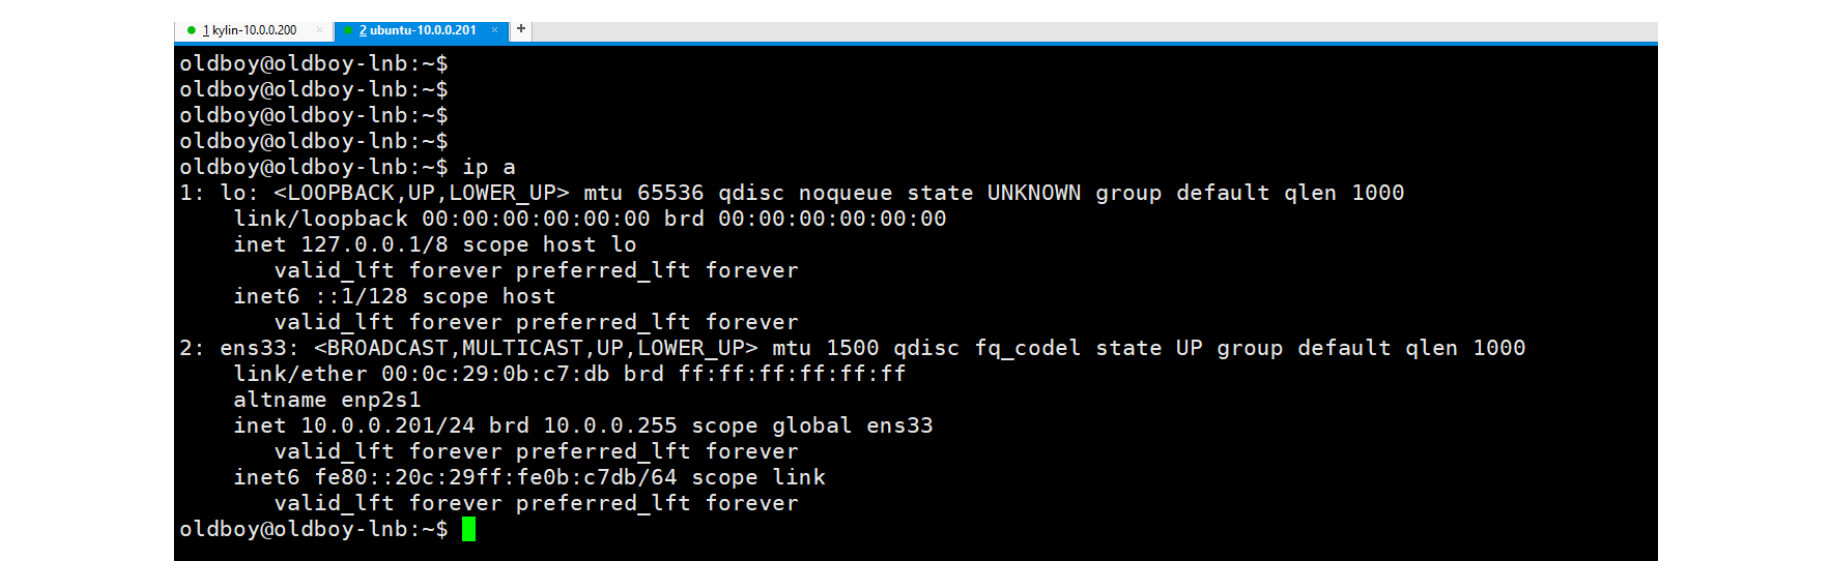 1 kylin-10.0.0.200 × 2 ubuntu-10.0.0.201 × +
oldboy@oldboy-lnb:~$
oldboy@oldboy-lnb:~$
oldboy@oldboy-lnb:~$
oldboy@oldboy-lnb:~$
oldboy@oldboy-lnb:~$ ip a
1: lo: <LOOPBACK,UP,LOWER_UP> mtu 65536 qdisc noqueue state UNKNOWN group default qlen 1000
    link/loopback 00:00:00:00:00:00 brd 00:00:00:00:00:00
    inet 127.0.0.1/8 scope host lo
       valid_lft forever preferred_lft forever
    inet6 ::1/128 scope host
       valid_lft forever preferred_lft forever
2: ens33: <BROADCAST,MULTICAST,UP,LOWER_UP> mtu 1500 qdisc fq_codel state UP group default qlen 1000
    link/ether 00:0c:29:0b:c7:db brd ff:ff:ff:ff:ff:ff
    altname enp2s1
    inet 10.0.0.201/24 brd 10.0.0.255 scope global ens33
       valid_lft forever preferred_lft forever
    inet6 fe80::20c:29ff:fe0b:c7db/64 scope link
       valid_lft forever preferred_lft forever
oldboy@oldboy-lnb:~$